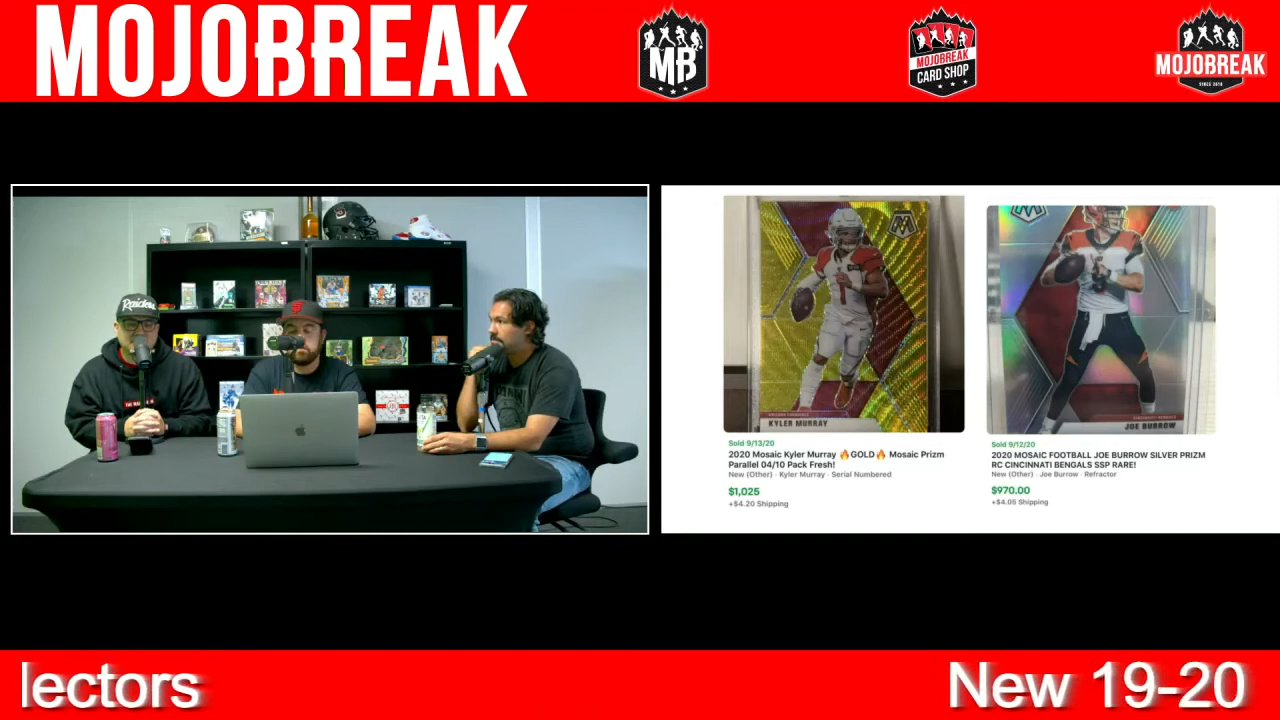 MOJOBREAK
MB
MOJOBREAK
CARD SHOP
MOJOBREAK
Raiders
KYLER MURRAY
JOE BURROW
Sold 9/13/20
2020 Mosaic Kyler Murray 🔥GOLD🔥 Mosaic Prizm
Parallel 04/10 Pack Fresh!
New (Other) · Kyler Murray · Serial Numbered
$1,025
+$4.20 Shipping
Sold 9/12/20
2020 MOSAIC FOOTBALL JOE BURROW SILVER PRIZM
RC CINCINNATI BENGALS SSP RARE!
New (Other) · Joe Burrow · Refractor
$970.00
+$4.05 Shipping
lectors
New 19-20